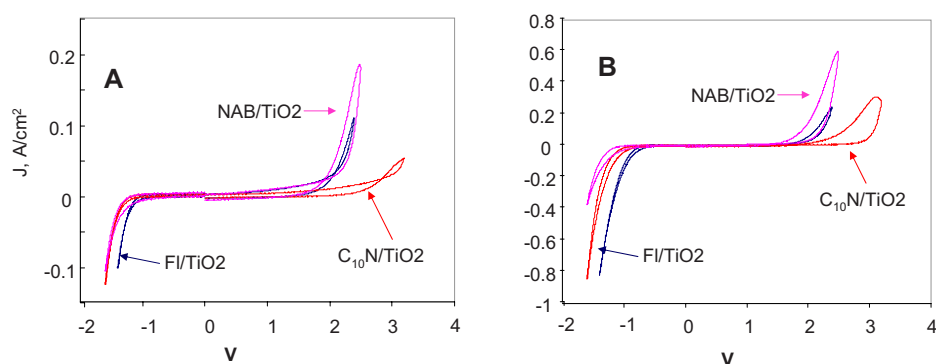 A
J, A/cm²
0.2
0.1
0
-0.1
NAB/TiO2
Fl/TiO2
C₁₀N/TiO2
-2 -1 0 1 2 3 4
V
B
0.8
0.6
0.4
0.2
0
-0.2
-0.4
-0.6
-0.8
-1
NAB/TiO2
C₁₀N/TiO2
Fl/TiO2
-2 -1 0 1 2 3 4
V